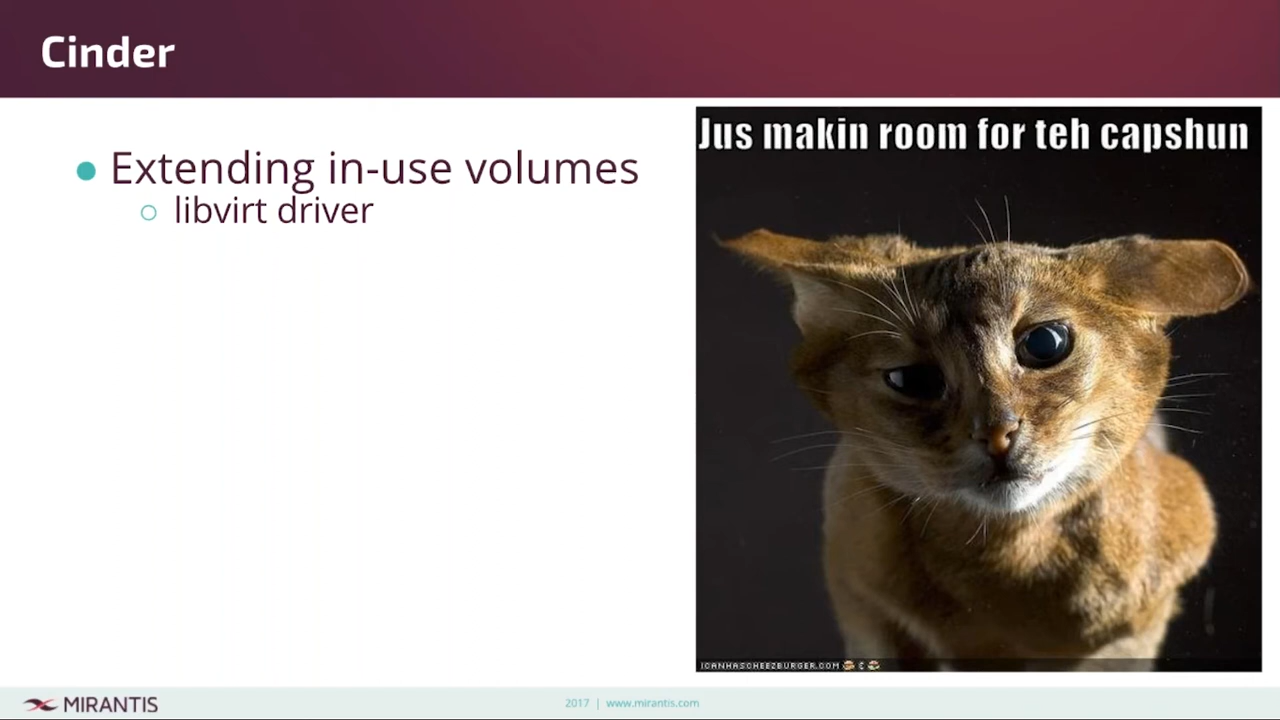 Cinder
Extending in-use volumes
libvirt driver
Jus makin room for teh capshun
ICANHASCHEEZBURGER.COM
MIRANTIS
2017 | www.mirantis.com